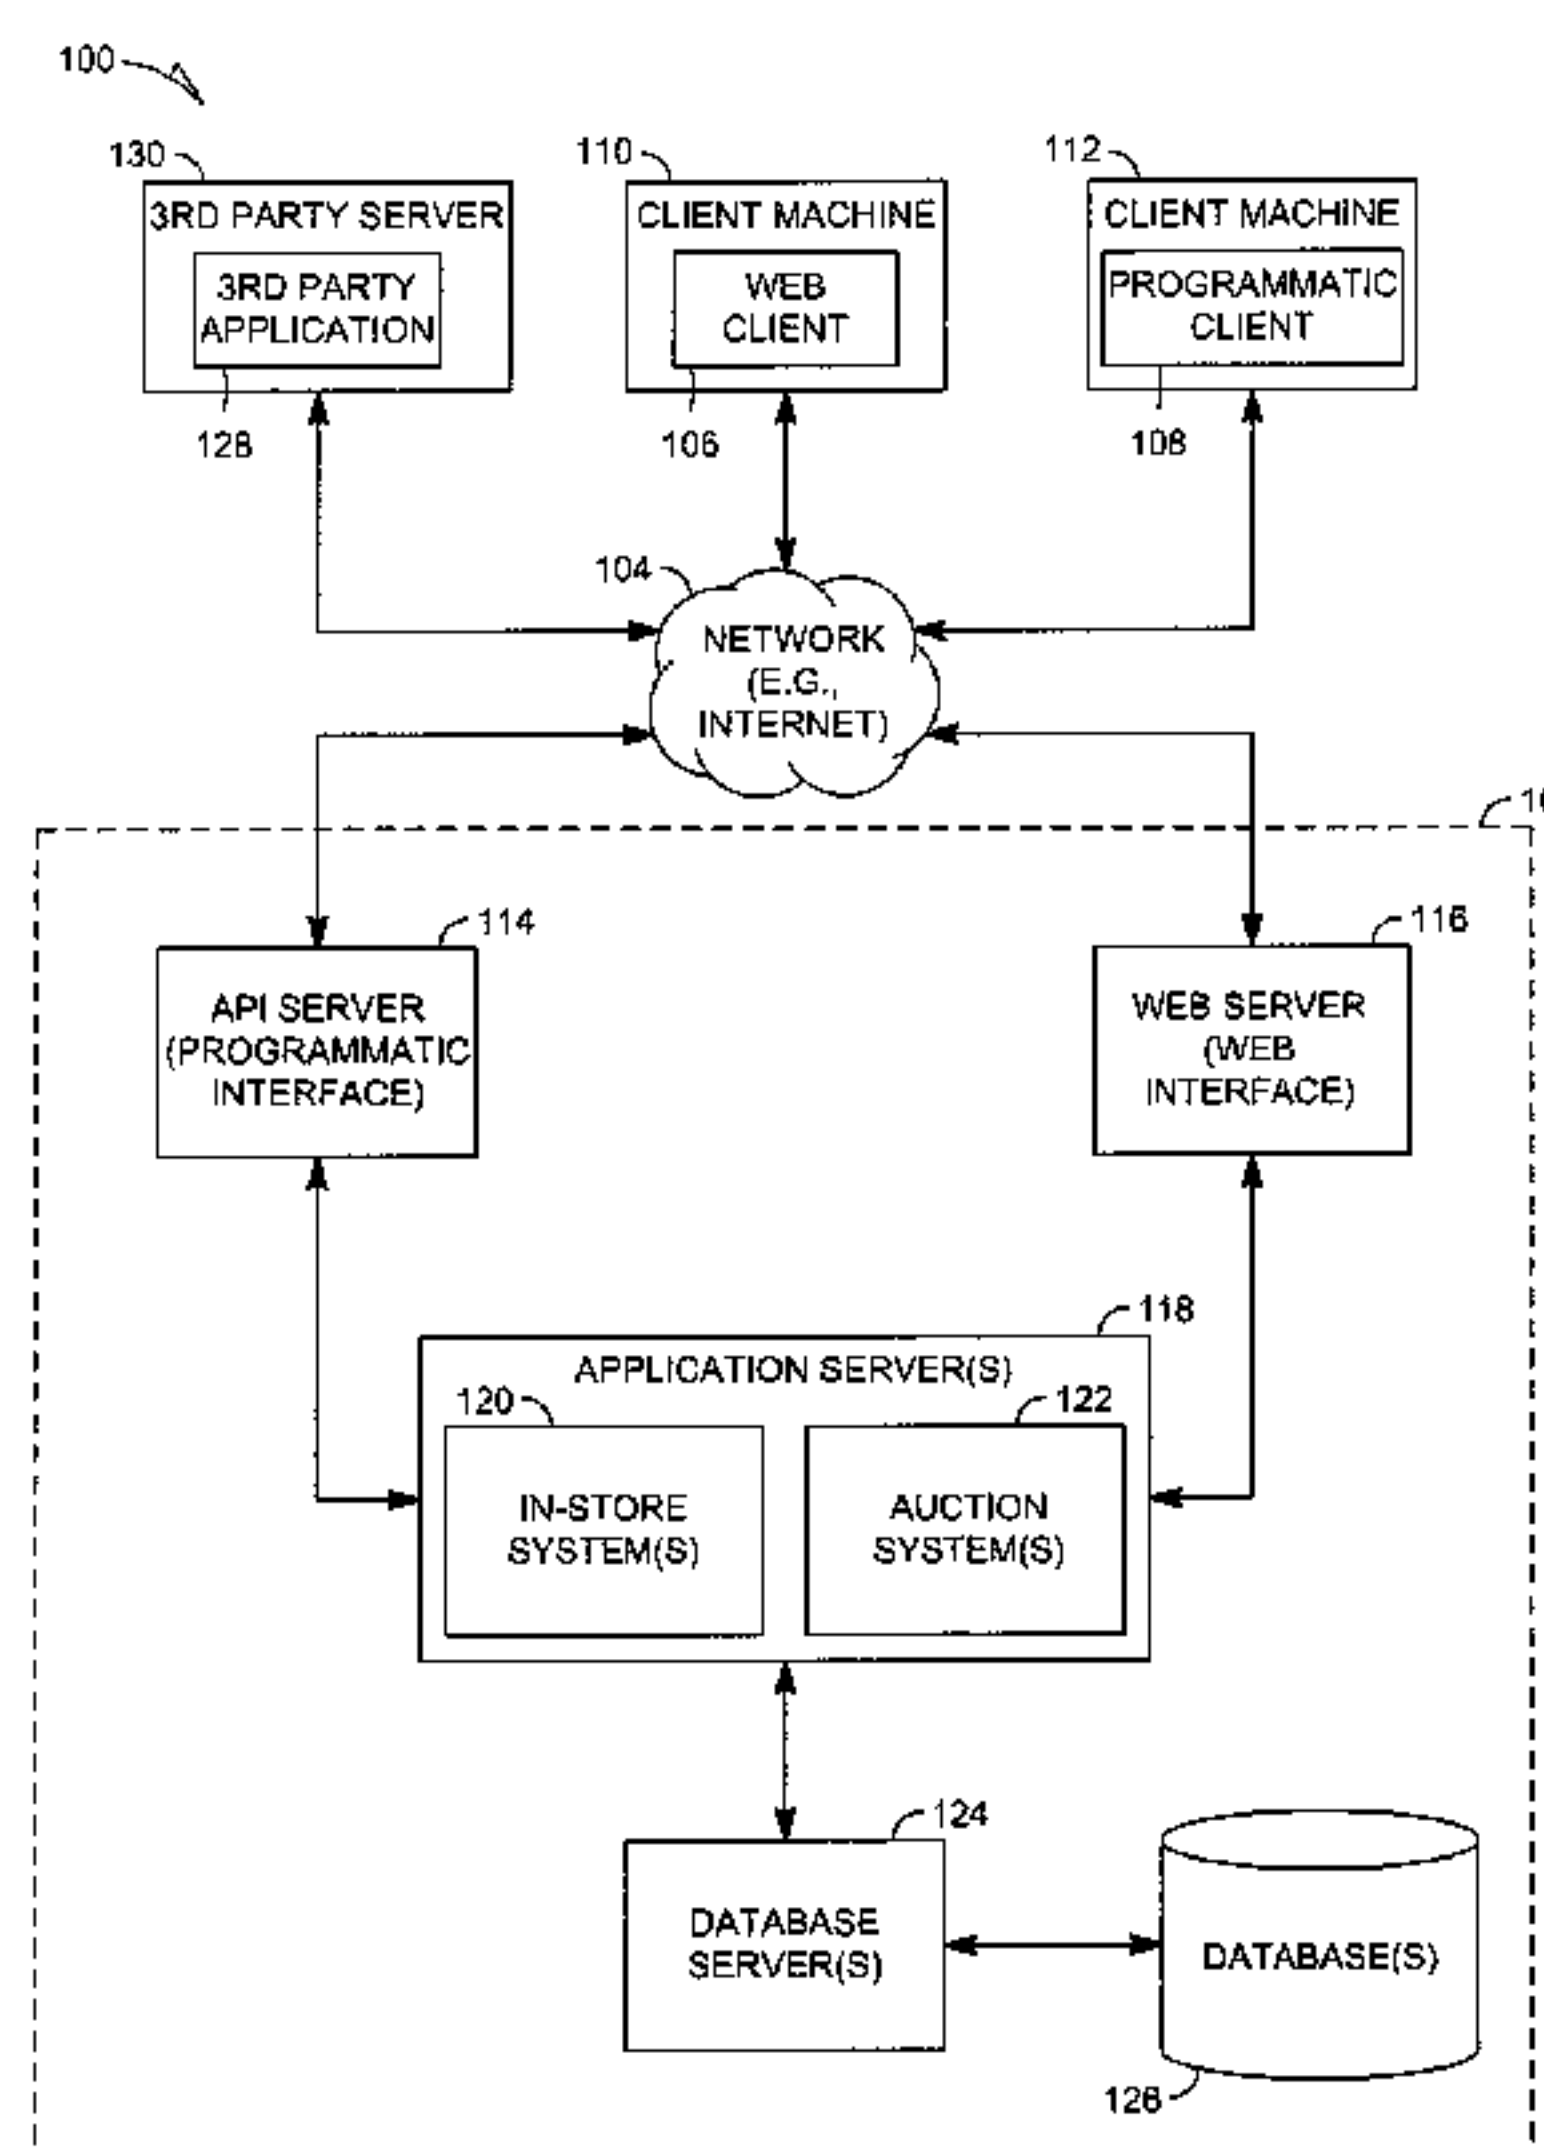 100
130
110
112
3RD PARTY SERVER
CLIENT MACHINE
CLIENT MACHINE
3RD PARTY
APPLICATION
WEB
CLIENT
PROGRAMMATIC
CLIENT
128
106
108
104
NETWORK
(E.G.,
INTERNET)
114
116
API SERVER
(PROGRAMMATIC
INTERFACE)
WEB SERVER
(WEB
INTERFACE)
118
APPLICATION SERVER(S)
120
122
IN-STORE
SYSTEM(S)
AUCTION
SYSTEM(S)
124
DATABASE
SERVER(S)
DATABASE(S)
126